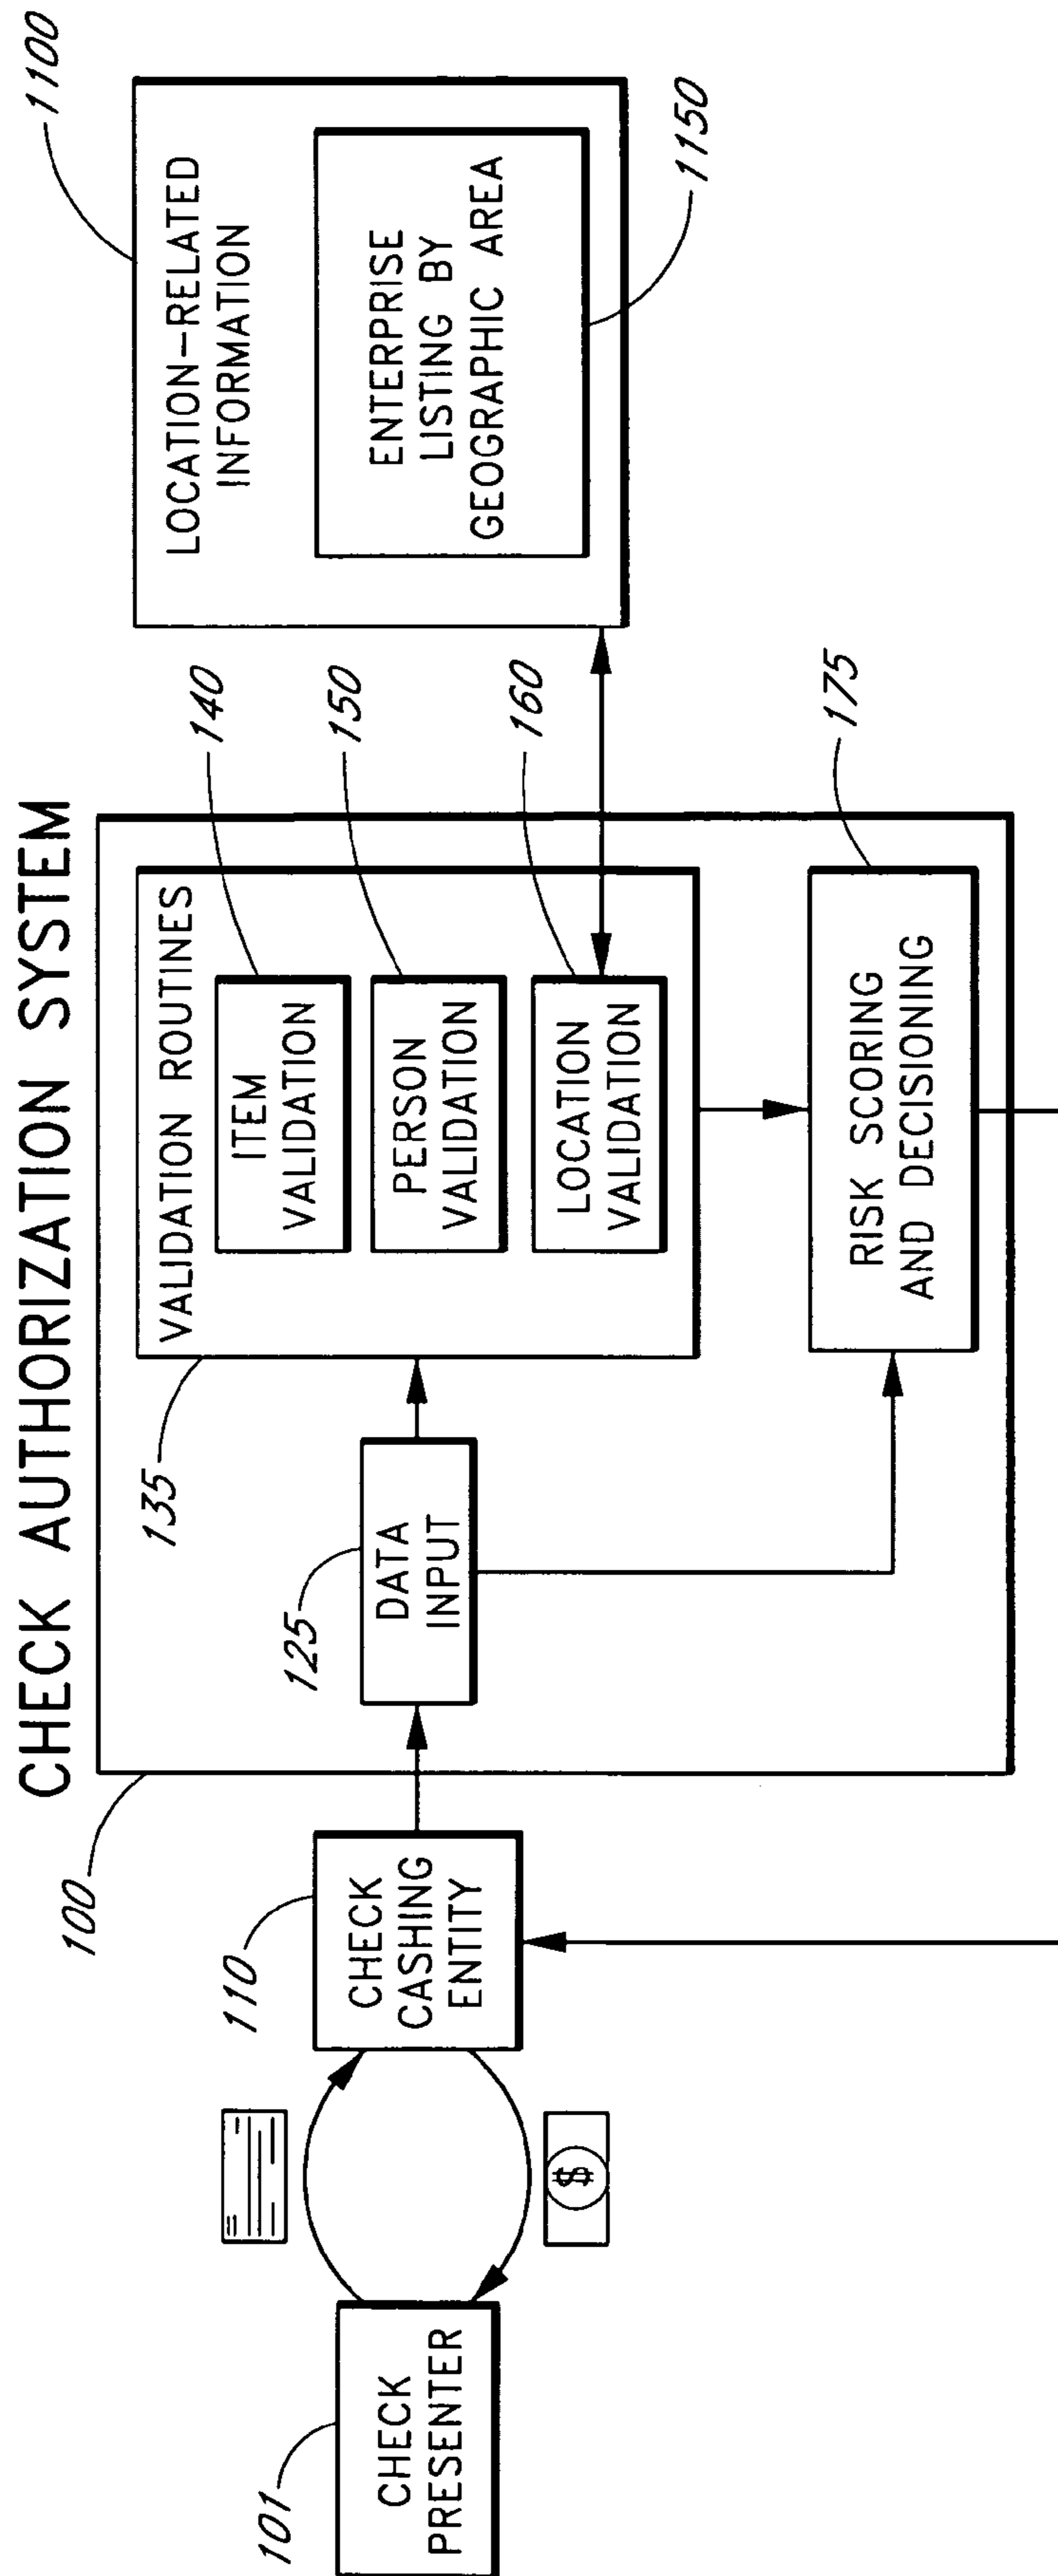 CHECK AUTHORIZATION SYSTEM
101
CHECK
PRESENTER
$
110
CHECK
CASHING
ENTITY
100
125
DATA
INPUT
135
VALIDATION ROUTINES
ITEM
VALIDATION
140
PERSON
VALIDATION
150
LOCATION
VALIDATION
160
RISK SCORING
AND DECISIONING
175
1100
LOCATION-RELATED
INFORMATION
ENTERPRISE
LISTING BY
GEOGRAPHIC AREA
1150